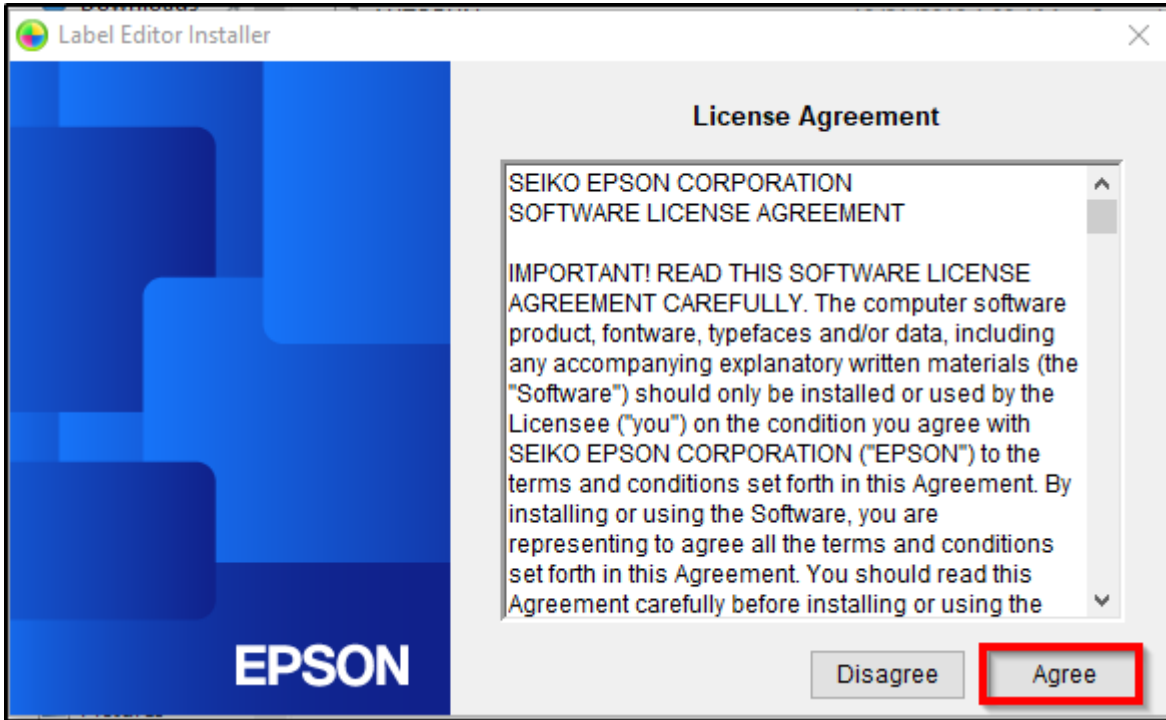 Label Editor Installer
License Agreement
SEIKO EPSON CORPORATION
SOFTWARE LICENSE AGREEMENT
IMPORTANT! READ THIS SOFTWARE LICENSE
AGREEMENT CAREFULLY. The computer software
product, fontware, typefaces and/or data, including
any accompanying explanatory written materials (the
"Software") should only be installed or used by the
Licensee ("you") on the condition you agree with
SEIKO EPSON CORPORATION ("EPSON") to the
terms and conditions set forth in this Agreement. By
installing or using the Software, you are
representing to agree all the terms and conditions
set forth in this Agreement. You should read this
Agreement carefully before installing or using the
EPSON
Disagree
Agree